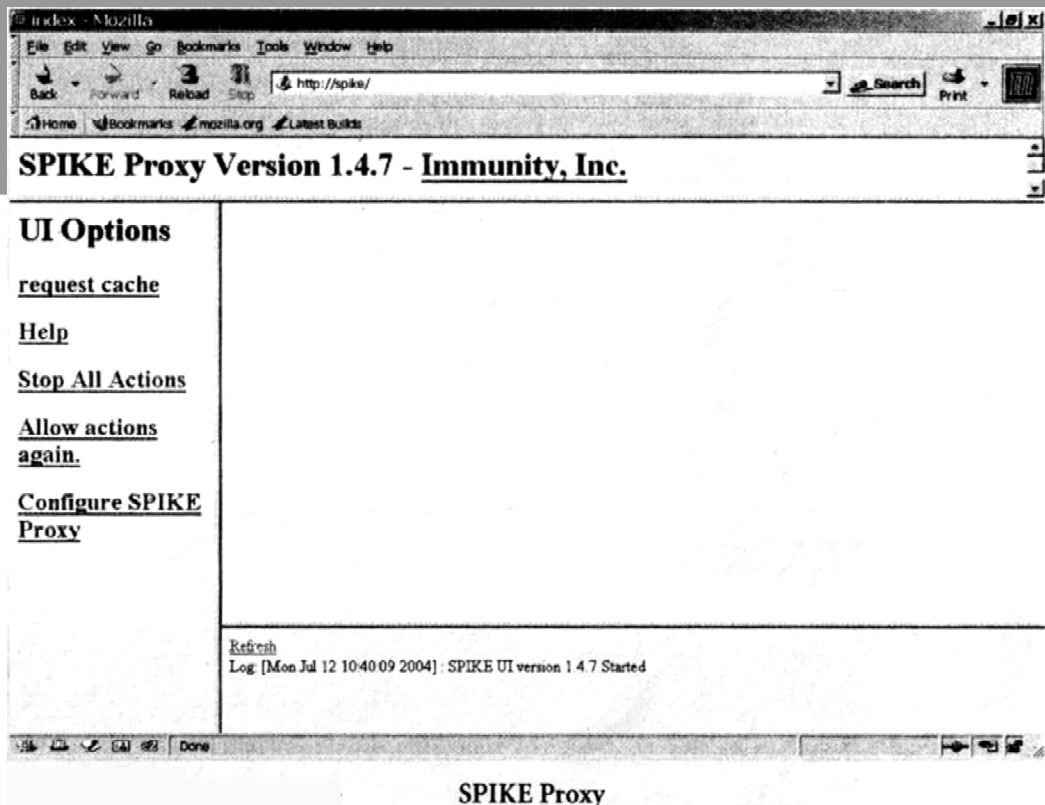 index - Mozilla
File Edit View Go Bookmarks Tools Window Help
Back Forward Reload Stop http://spike/ Search Print
Home Bookmarks mozilla.org Latest Builds
SPIKE Proxy Version 1.4.7 - Immunity, Inc.
UI Options
request cache
Help
Stop All Actions
Allow actions
again.
Configure SPIKE
Proxy
Refresh
Log: [Mon Jul 12 10:40:09 2004] : SPIKE UI version 1.4.7 Started
Done
SPIKE Proxy